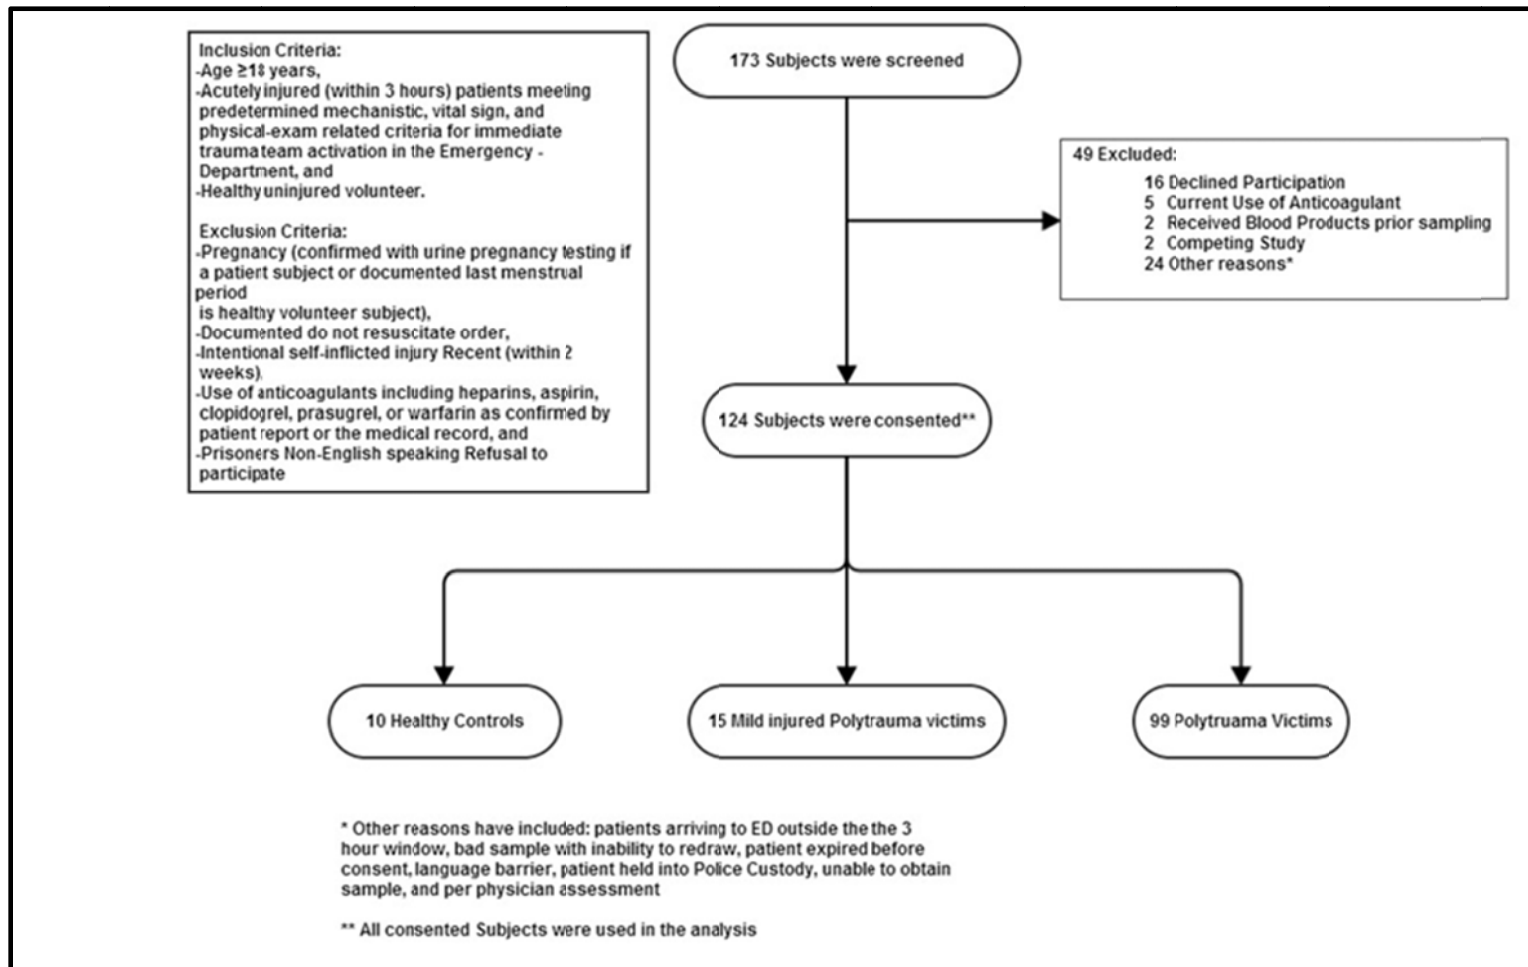 Inclusion Criteria:
-Age ≥18 years,
-Acutely injured (within 3 hours) patients meeting
predetermined mechanistic, vital sign, and
physical-exam related criteria for immediate
trauma team activation in the Emergency -
Department, and
-Healthy uninjured volunteer.
Exclusion Criteria:
-Pregnancy (confirmed with urine pregnancy testing if
a patient subject or documented last menstrual
period
is healthy volunteer subject),
-Documented do not resuscitate order,
-Intentional self-inflicted injury Recent (within 2
weels),
-Use of anticoagulants including heparins, aspirin,
clopidogrel, prasugrel, or warfarin as confirmed by
patient report or the medical record, and
-Prisoners Non-English speaking Refusal to
participate
173 Subjects were screened
49 Excluded:
16 Declined Participation
5 Current Use of Anticoagulant
2 Received Blood Products prior sampling
2 Competing Study
24 Other reasons*
124 Subjects were consented**
10 Healthy Controls
15 Mild injured Polytrauma victims
99 Polytruama Victims
* Other reasons have included: patients arriving to ED outside the the 3
hour window, bad sample with inability to redraw, patient expired before
consent, language barrier, patient held into Police Custody, unable to obtain
sample, and per physician assessment
** All consented Subjects were used in the analysis